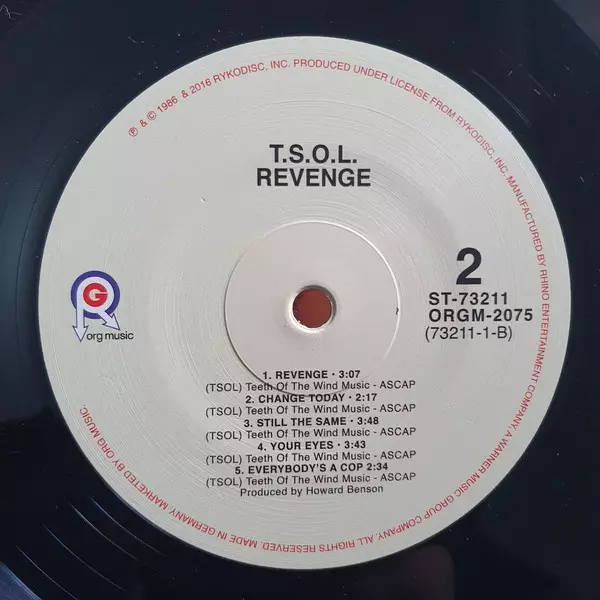 ℗ & © 1986 & 2016 RYKODISC, INC. PRODUCED UNDER LICENSE FROM RYKODISC, INC. MANUFACTURED BY RHINO ENTERTAINMENT COMPANY, A WARNER MUSIC GROUP COMPANY. ALL RIGHTS RESERVED. MADE IN GERMANY. MARKETED BY ORG MUSIC.
T.S.O.L.
REVENGE
RG
org music
2
ST-73211
ORGM-2075
(73211-1-B)
1. REVENGE • 3:07
(TSOL) Teeth Of The Wind Music - ASCAP
2. CHANGE TODAY • 2:17
(TSOL) Teeth Of The Wind Music - ASCAP
3. STILL THE SAME • 3:48
(TSOL) Teeth Of The Wind Music - ASCAP
4. YOUR EYES • 3:43
(TSOL) Teeth Of The Wind Music - ASCAP
5. EVERYBODY'S A COP 2:34
(TSOL) Teeth Of The Wind Music - ASCAP
Produced by Howard Benson